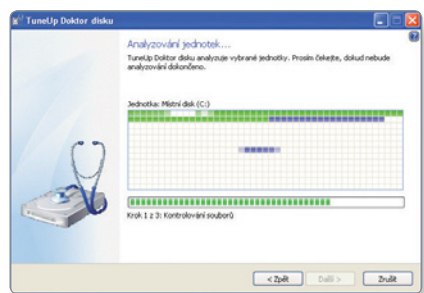 TuneUp Doktor disku
Analyzování jednotek...
TuneUp Doktor disku analyzuje vybrané jednotky. Prosím čekejte, dokud nebude
analyzování dokončeno.
Jednotka: Místní disk (C:)
Krok 1 z 3: Kontrolování souborů
< Zpět Další > Zrušit